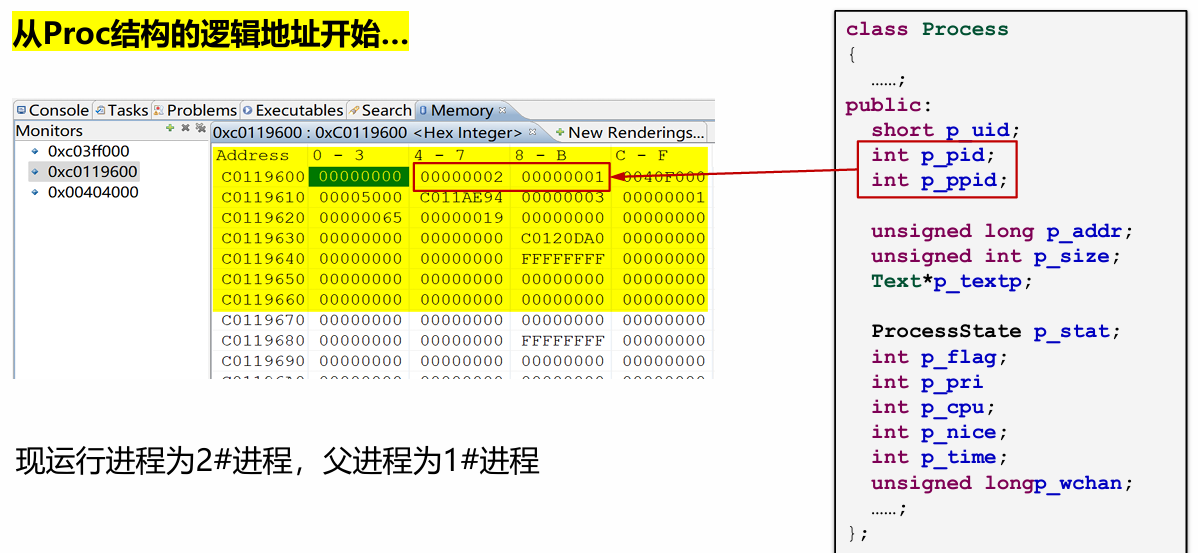 从Proc结构的逻辑地址开始…
Console Tasks Problems Executables Search Memory
Monitors
0xc03ff000
0xc0119600
0x00404000
0xc0119600 : 0xC0119600 <Hex Integer> New Renderings...
Address 0 - 3 4 - 7 8 - B C - F
C0119600 00000000 00000002 00000001 0040F000
C0119610 00005000 C011AE94 00000003 00000001
C0119620 00000065 00000019 00000000 00000000
C0119630 00000000 00000000 C0120DA0 00000000
C0119640 00000000 00000000 FFFFFFFF 00000000
C0119650 00000000 00000000 00000000 00000000
C0119660 00000000 00000000 00000000 00000000
C0119670 00000000 00000000 00000000 00000000
C0119680 00000000 00000000 FFFFFFFF 00000000
C0119690 00000000 00000000 00000000 00000000
现运行进程为2#进程，父进程为1#进程
class Process
{
……;
public:
short p_uid;
int p_pid;
int p_ppid;
unsigned long p_addr;
unsigned int p_size;
Text*p_textp;
ProcessState p_stat;
int p_flag;
int p_pri
int p_cpu;
int p_nice;
int p_time;
unsigned longp_wchan;
……;
};